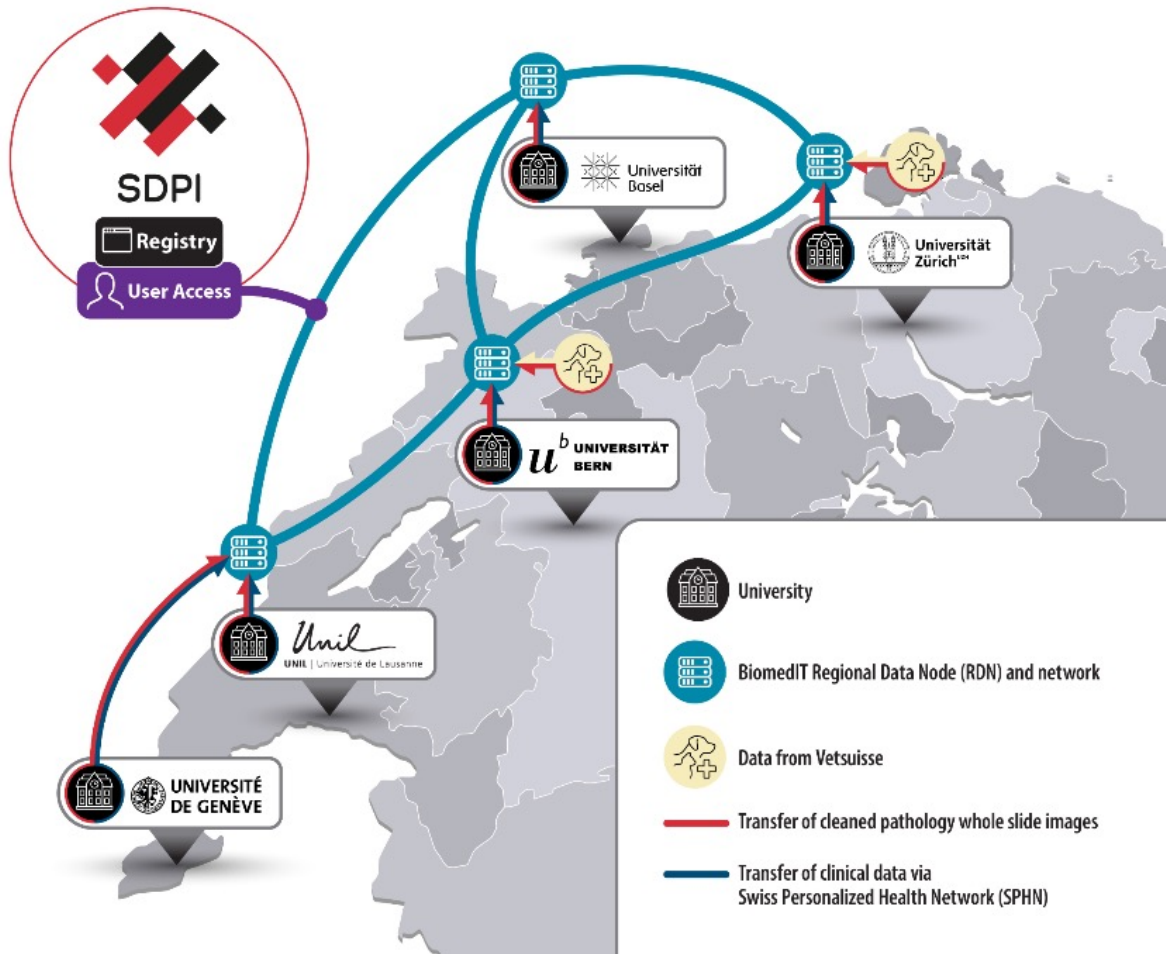 SDPI
Registry
User Access
Universität
Basel
Universität
Zürich
u^b UNIVERSITÄT
BERN
Unil
UNIL | Université de Lausanne
UNIVERSITÉ
DE GENÈVE
University
BiomedIT Regional Data Node (RDN) and network
Data from Vetsuisse
Transfer of cleaned pathology whole slide images
Transfer of clinical data via
Swiss Personalized Health Network (SPHN)